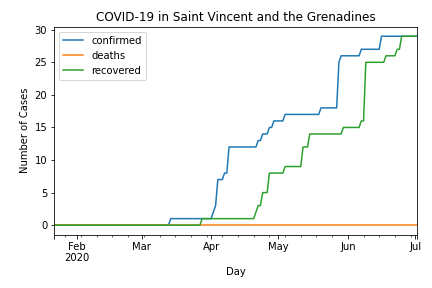 COVID-19 in Saint Vincent and the Grenadines
confirmed
deaths
recovered
Number of Cases
30
25
20
15
10
5
0
Feb
2020
Mar
Apr
May
Jun
Jul
Day